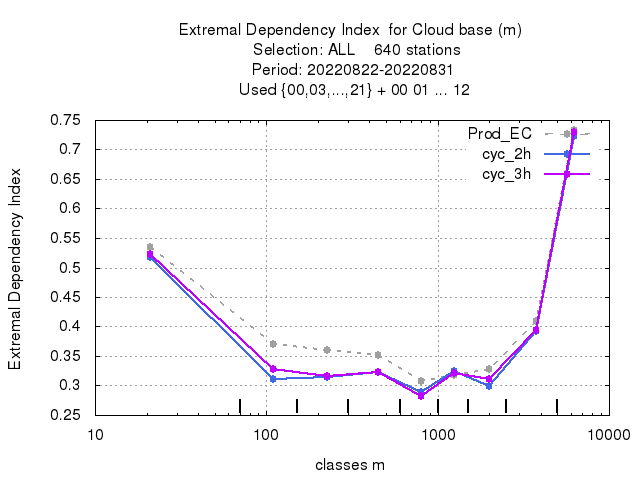 Extremal Dependency Index  for Cloud base (m)
Selection: ALL    640 stations
Period: 20220822-20220831
Used {00,03,...,21} + 00 01 ... 12
Prod_EC
cyc_2h
cyc_3h
0.75
0.7
0.65
0.6
0.55
0.5
0.45
0.4
0.35
0.3
0.25
Extremal Dependency Index
10
100
1000
10000
classes m